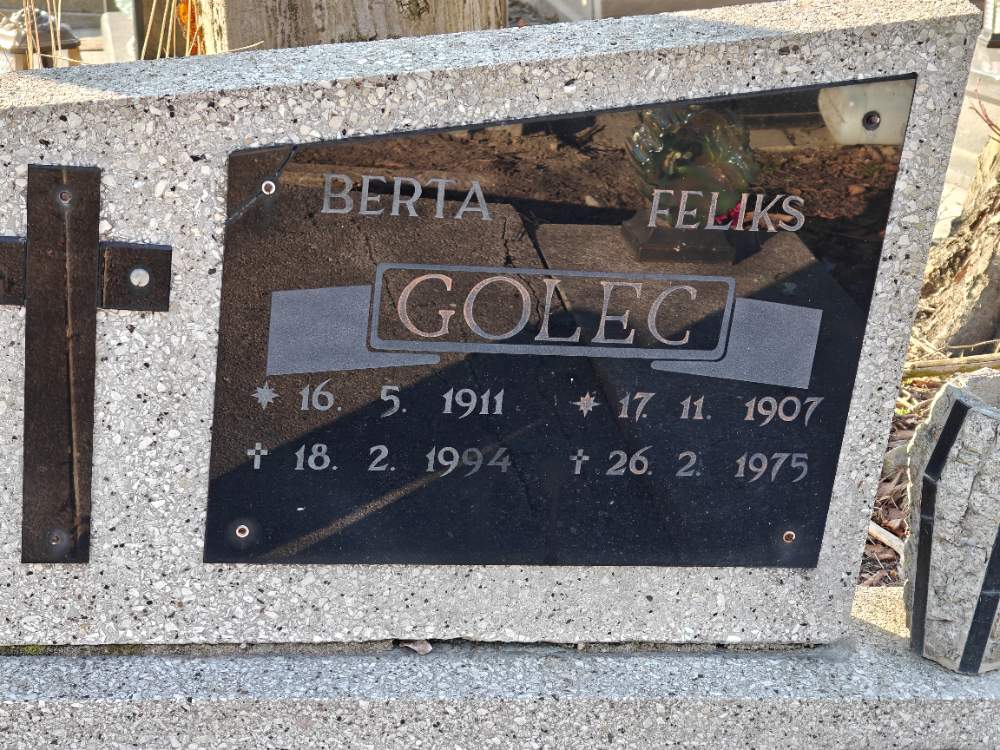 BERTA FELIKS
GOLEC
* 16. 5. 1911 * 17. 11. 1907
† 18. 2. 1994 † 26. 2. 1975